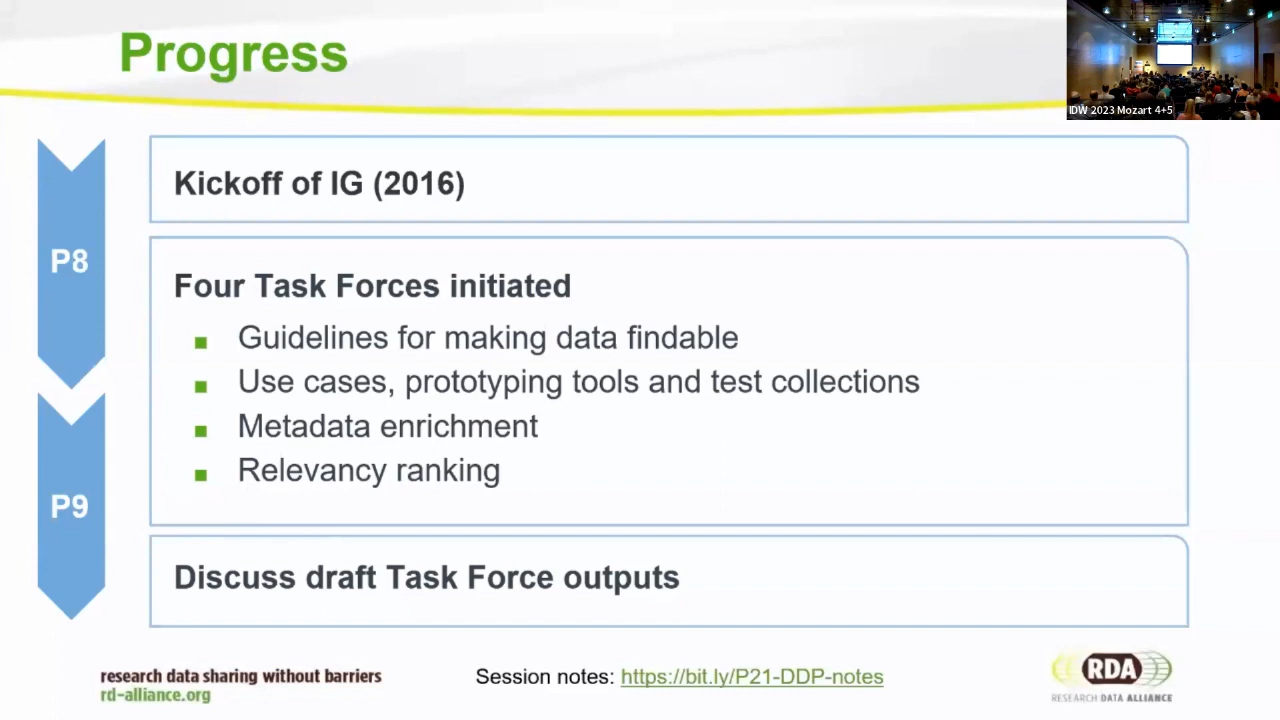 Progress
IDW 2023 Mozart 4+5
Kickoff of IG (2016)
P8
Four Task Forces initiated
Guidelines for making data findable
Use cases, prototyping tools and test collections
Metadata enrichment
Relevancy ranking
P9
Discuss draft Task Force outputs
research data sharing without barriers
rd-alliance.org
Session notes: https://bit.ly/P21-DDP-notes
RDA
RESEARCH DATA ALLIANCE